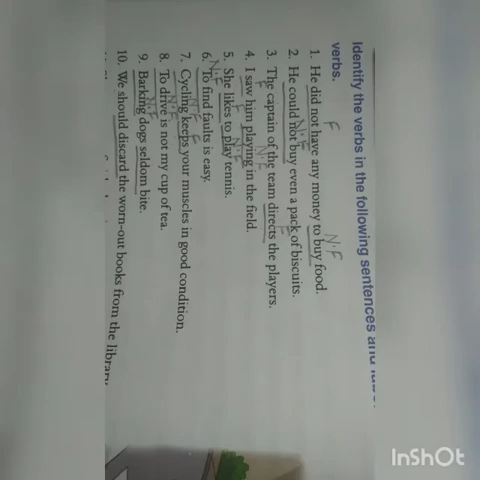 Identify the verbs in the following sentences and
verbs.
F N.F
1. He did not have any money to buy food.
N.F
2. He could not buy even a pack of biscuits.
F
3. The captain of the team directs the players.
F N.F
4. I saw him playing in the field.
F N.F
5. She likes to play tennis.
N.F
6. To find faults is easy.
N.F F
7. Cycling keeps your muscles in good condition.
N.F
8. To drive is not my cup of tea.
N.F
9. Barking dogs seldom bite.
10. We should discard the worn-out books from the library.
InShOt